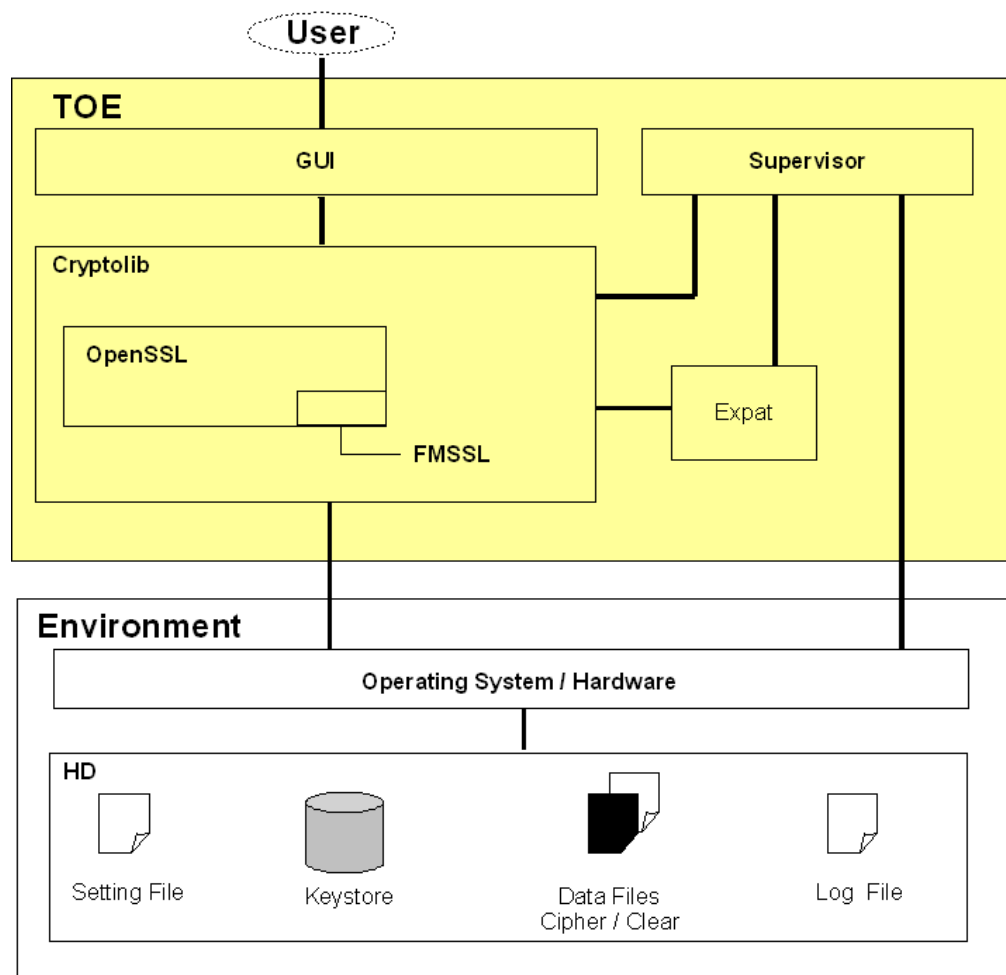 User
TOE
GUI
Supervisor
Cryptolib
OpenSSL
Expat
FMSSL
Environment
Operating System / Hardware
HD
Setting File
Keystore
Data Files
Cipher / Clear
Log File